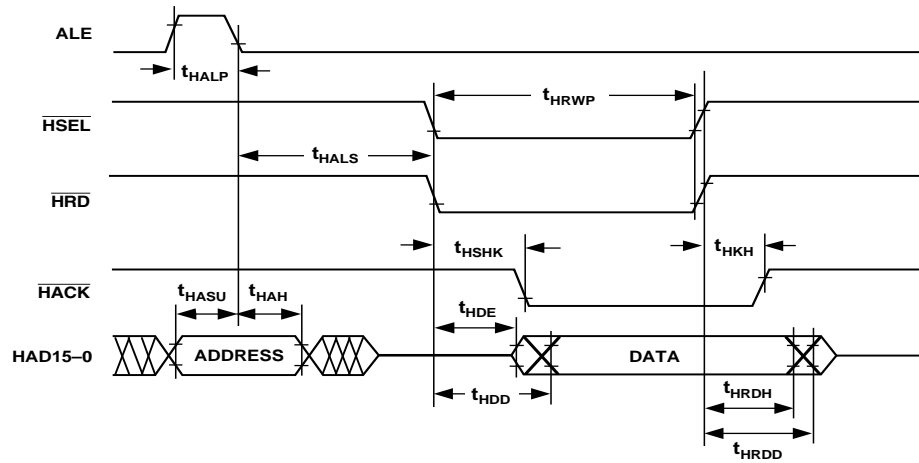 ALE
tHALP
HSEL
tHRWP
tHALS
HRD
tHSHK
tHKH
HACK
tHASU
tHAH
tHDE
HAD15–0
ADDRESS
DATA
tHDD
tHRDH
tHRDD